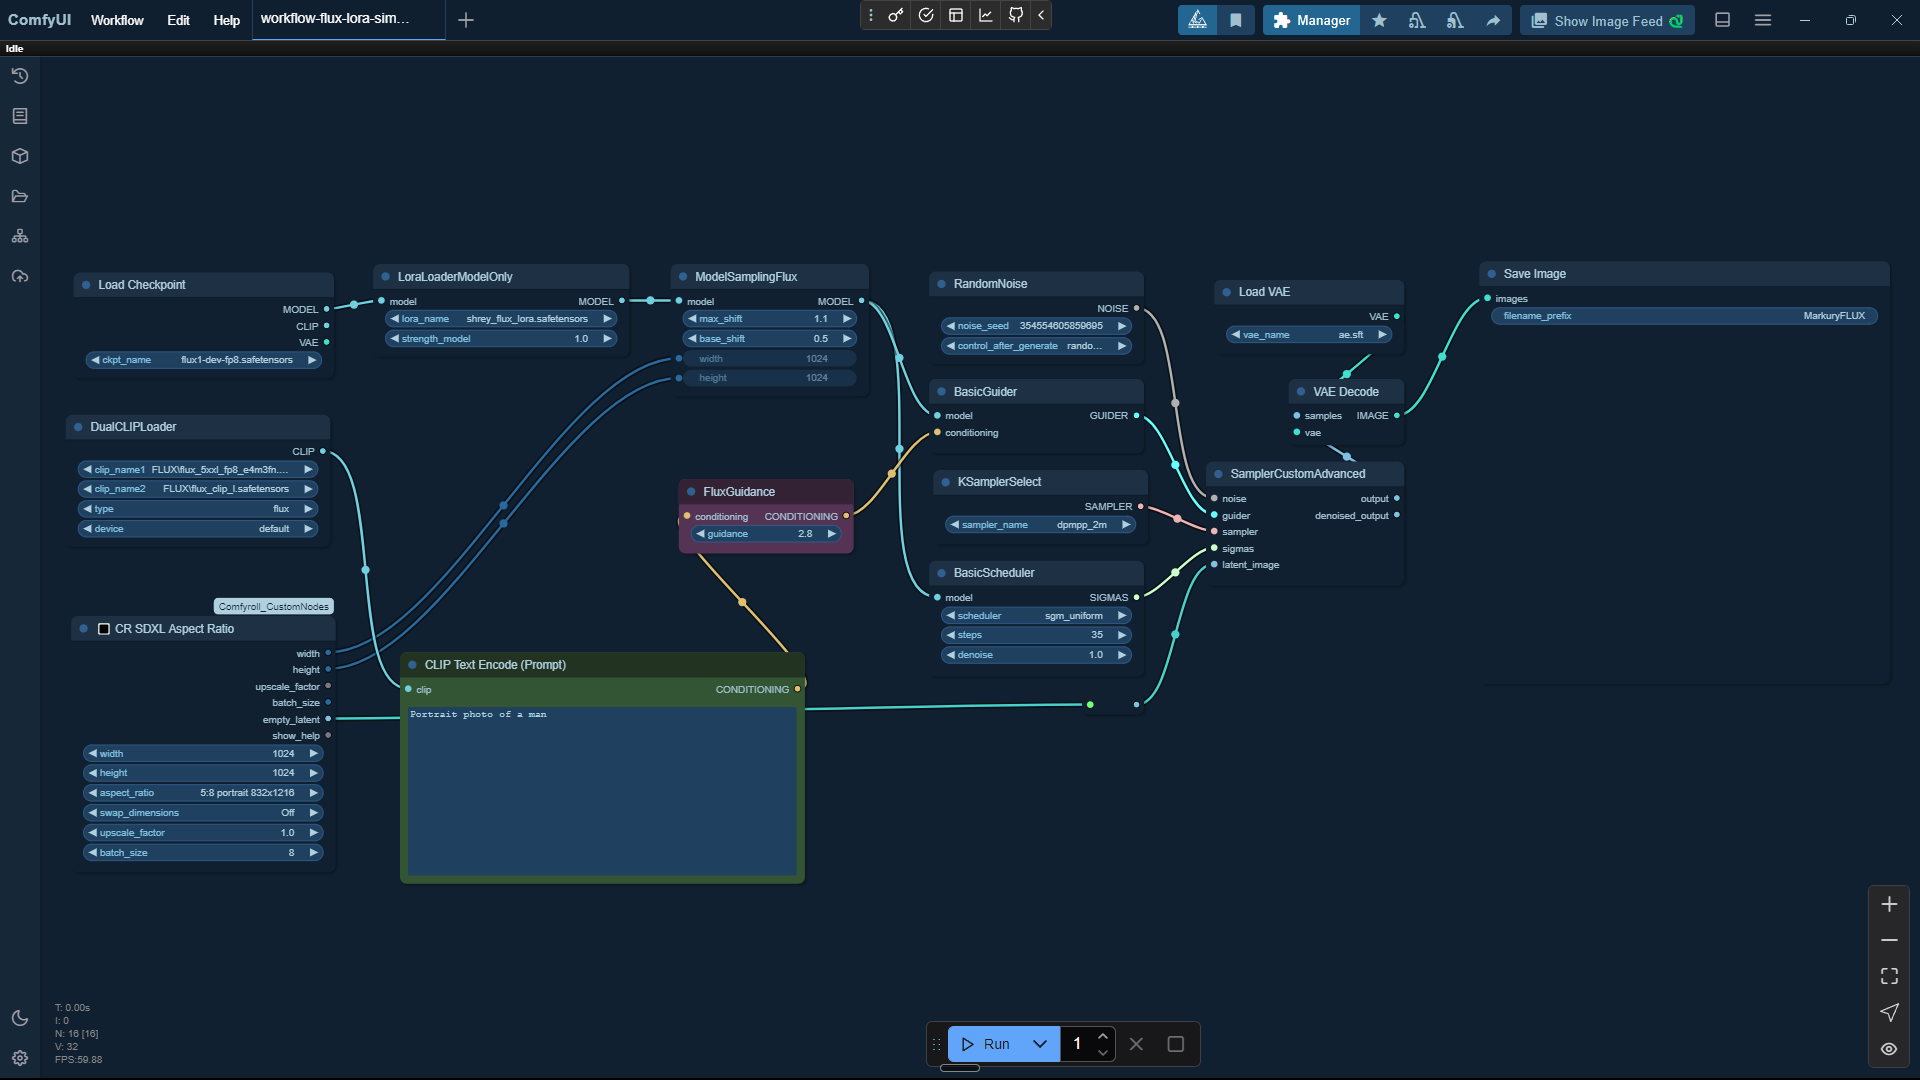 ComfyUI
Workflow
Edit
Help
workflow-flux-lora-sim...
Manager
Show Image Feed
Idle
Load Checkpoint
MODEL
CLIP
VAE
ckpt_name flux1-dev-fp8.safetensors
LoraLoaderModelOnly
model MODEL
lora_name shrey_flux_lora.safetensors
strength_model 1.0
ModelSamplingFlux
model MODEL
max_shift 1.1
base_shift 0.5
width 1024
height 1024
RandomNoise
NOISE
noise_seed 354554605859695
control_after_generate rando...
Load VAE
VAE
vae_name ae.sft
Save Image
images
filename_prefix MarkuryFLUX
BasicGuider
model GUIDER
conditioning
VAE Decode
samples IMAGE
vae
DualCLIPLoader
CLIP
clip_name1 FLUX\flux_5xxl_fp8_e4m3fn....
clip_name2 FLUX\flux_clip_l.safetensors
type flux
device default
FluxGuidance
conditioning CONDITIONING
guidance 2.8
KSamplerSelect
SAMPLER
sampler_name dpmpp_2m
SamplerCustomAdvanced
noise output
guider denoised_output
sampler
sigmas
latent_image
BasicScheduler
model SIGMAS
scheduler sgm_uniform
steps 35
denoise 1.0
Comfyroll_CustomNodes
CR SDXL Aspect Ratio
width
height
upscale_factor
batch_size
empty_latent
show_help
width 1024
height 1024
aspect_ratio 5:8 portrait 832x1216
swap_dimensions Off
upscale_factor 1.0
batch_size 8
CLIP Text Encode (Prompt)
clip CONDITIONING
Portrait photo of a man
T: 0.00s
I: 0
N: 16 [16]
V: 32
FPS:59.88
Run
1